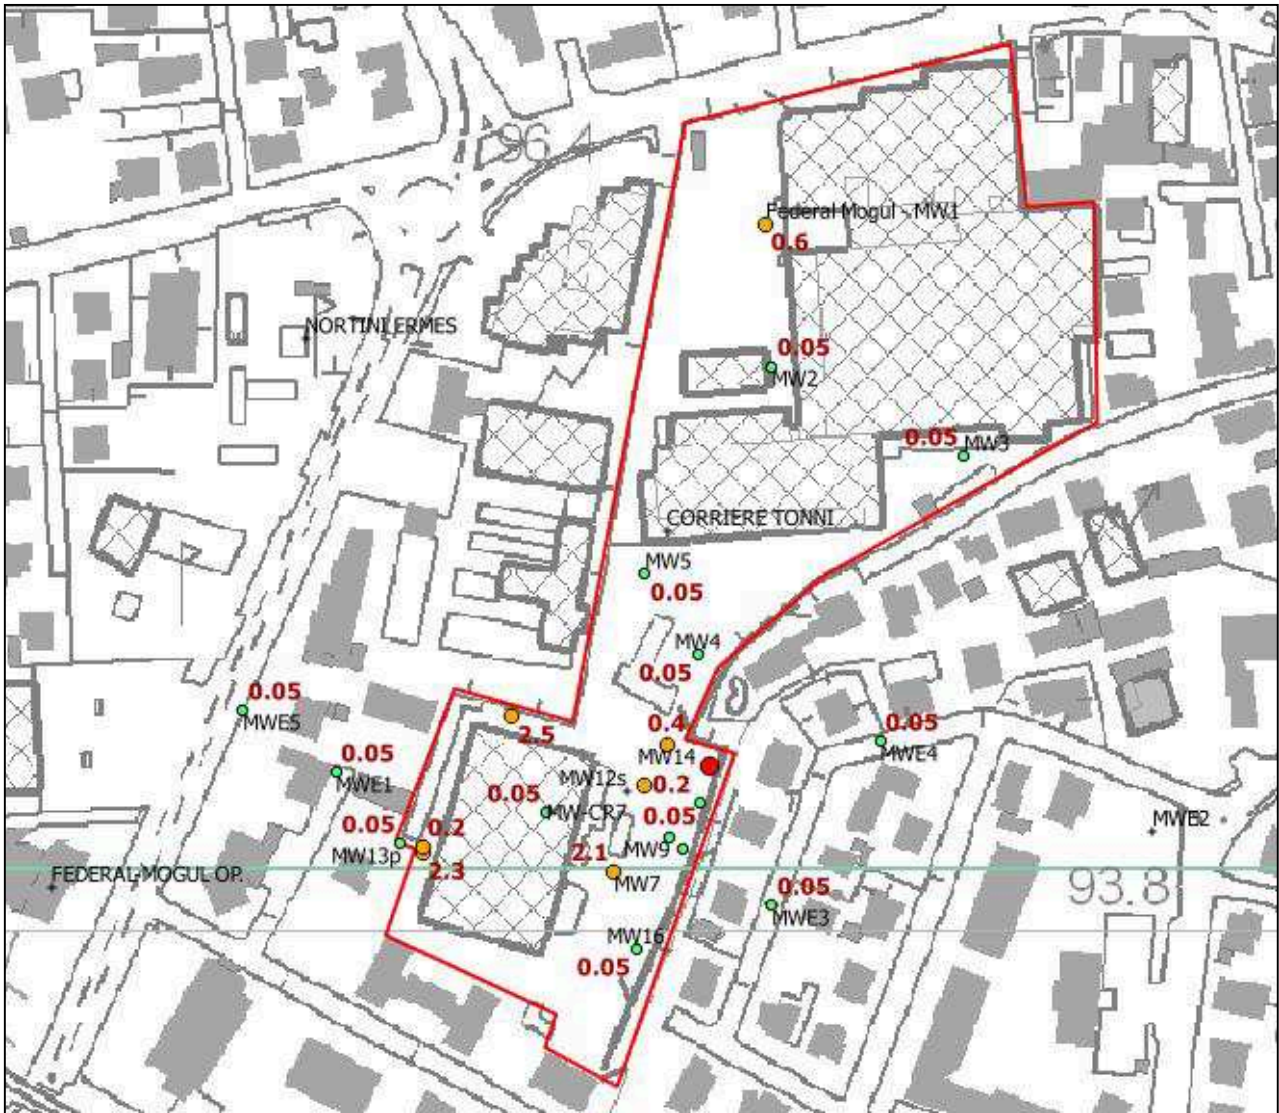 96.4
Federal Mogul - MW1
0.6
NORTINI ERMES
0.05
MW2
0.05
MW3
CORRIERE TONNI
MW5
0.05
MW4
0.05
0.05
MWE5
2.5
0.4
MW14
0.05
MWE4
0.05
MWE1
MW12s
0.2
0.05
MW-CR7
0.05
MWE2
0.05
0.2
MW13p
2.3
2.1
MW9
MW7
FEDERAL-MOGUL OP.
0.05
MWE3
93.8
MW16
0.05